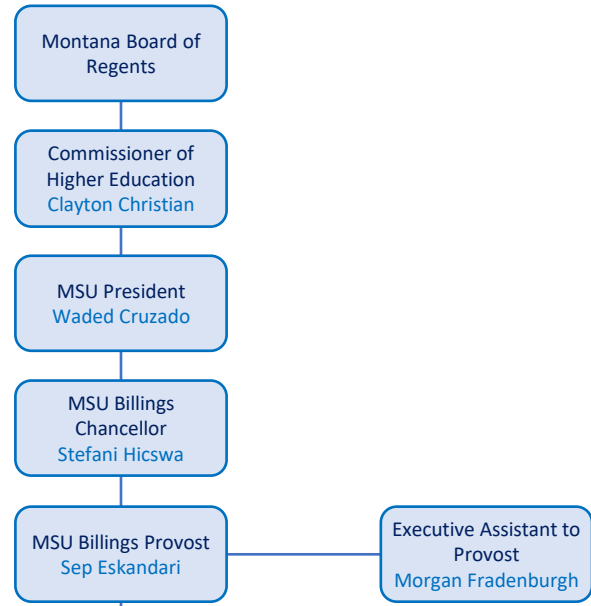 Montana Board of
Regents
Commissioner of
Higher Education
Clayton Christian
MSU President
Waded Cruzado
MSU Billings
Chancellor
Stefani Hicswa
MSU Billings Provost
Sep Eskandari
Executive Assistant to
Provost
Morgan Fradenburgh